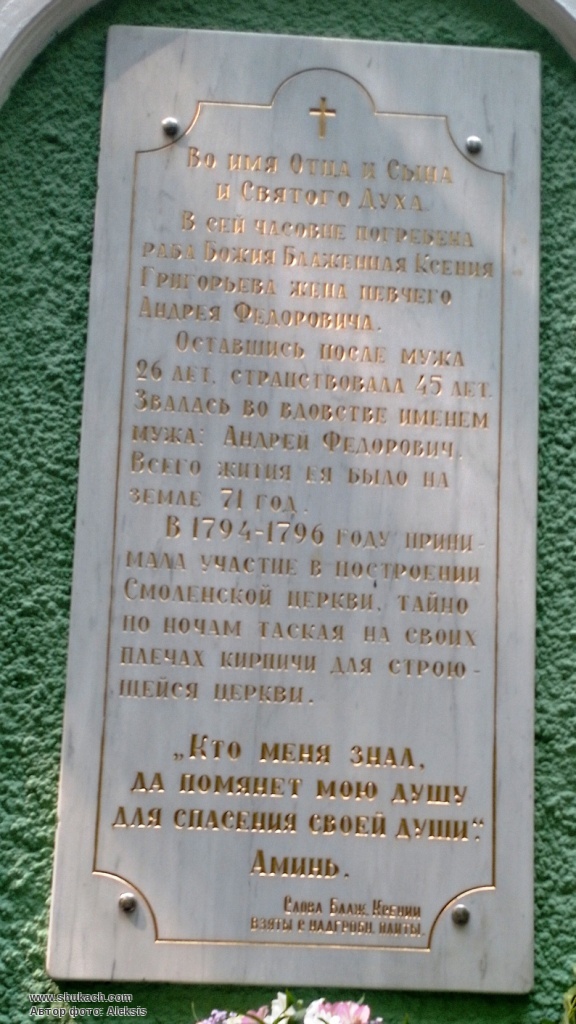 Во имя Отца и Сына
и Святого Духа.
В сей часовне погребена
раба Божия Блаженная Ксения
Григорьева жена певчего
Андрея Федоровича.
Оставшись после мужа
26 лет, странствовала 45 лет.
Звалась во вдовстве именем
мужа: Андрей Федорович.
Всего жития ея было на
земле 71 год.
В 1794-1796 году прини-
мала участие в построении
Смоленской церкви, тайно
по ночам таская на своих
плечах кирпичи для строю-
щейся церкви.
„Кто меня знал,
да помянет мою душу
для спасения своей души“.
Аминь.
Слова Блаж. Ксении
взяты с надгробн. плиты.
www.shukach.com
Автор фото: Aleksis